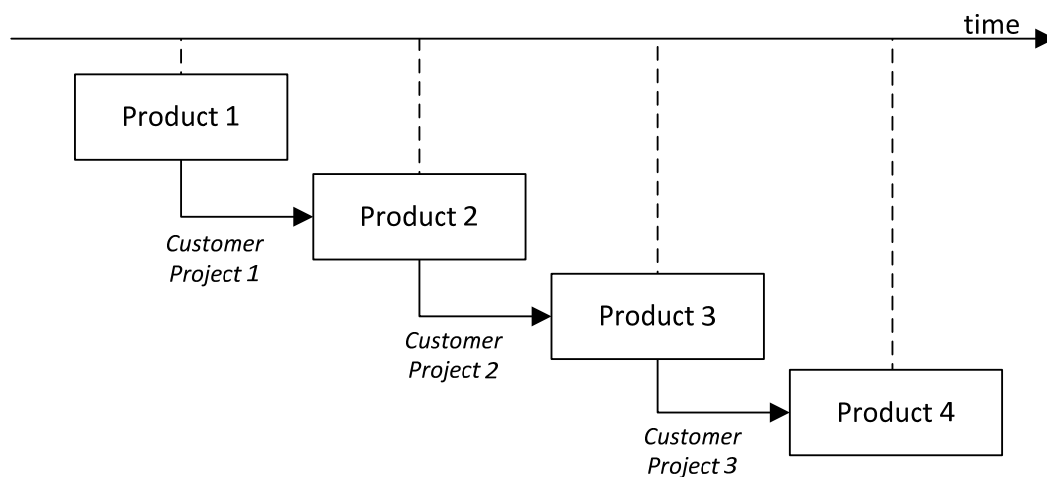 time
Product 1
Product 2
Customer
Project 1
Product 3
Customer
Project 2
Product 4
Customer
Project 3